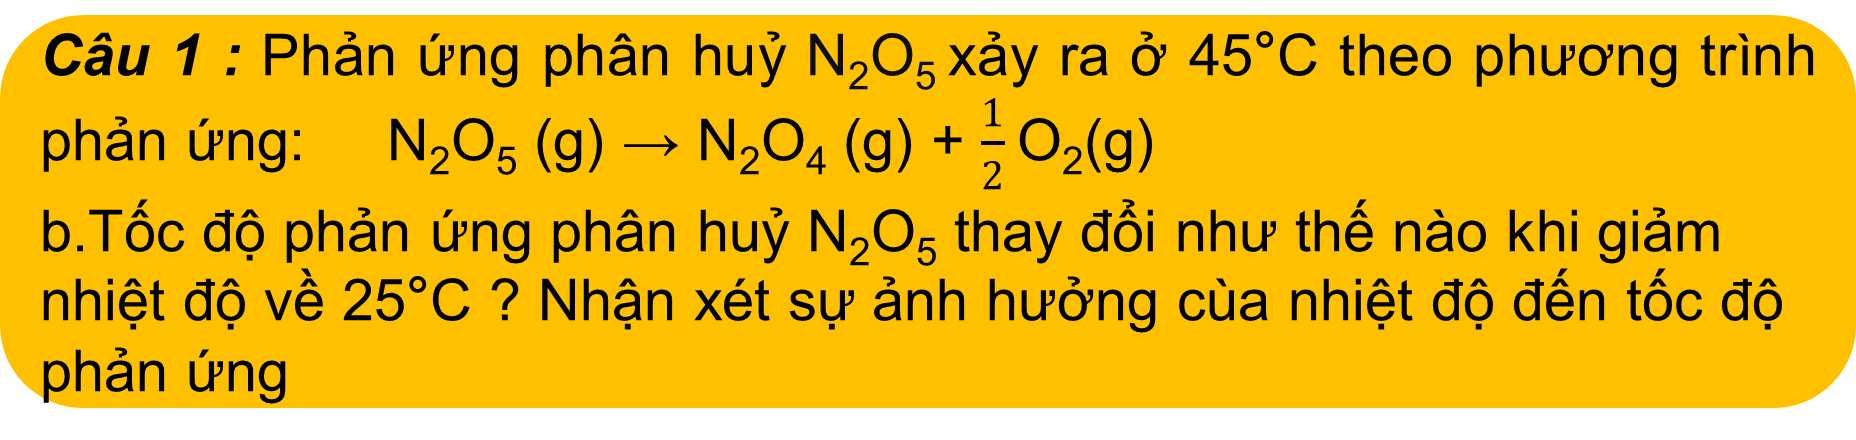 Câu 1 : Phản ứng phân huỷ N₂O₅ xảy ra ở 45°C theo phương trình
phản ứng: N₂O₅ (g) → N₂O₄ (g) + 1/2 O₂(g)
b.Tốc độ phản ứng phân huỷ N₂O₅ thay đổi như thế nào khi giảm
nhiệt độ về 25°C ? Nhận xét sự ảnh hưởng cùa nhiệt độ đến tốc độ
phản ứng